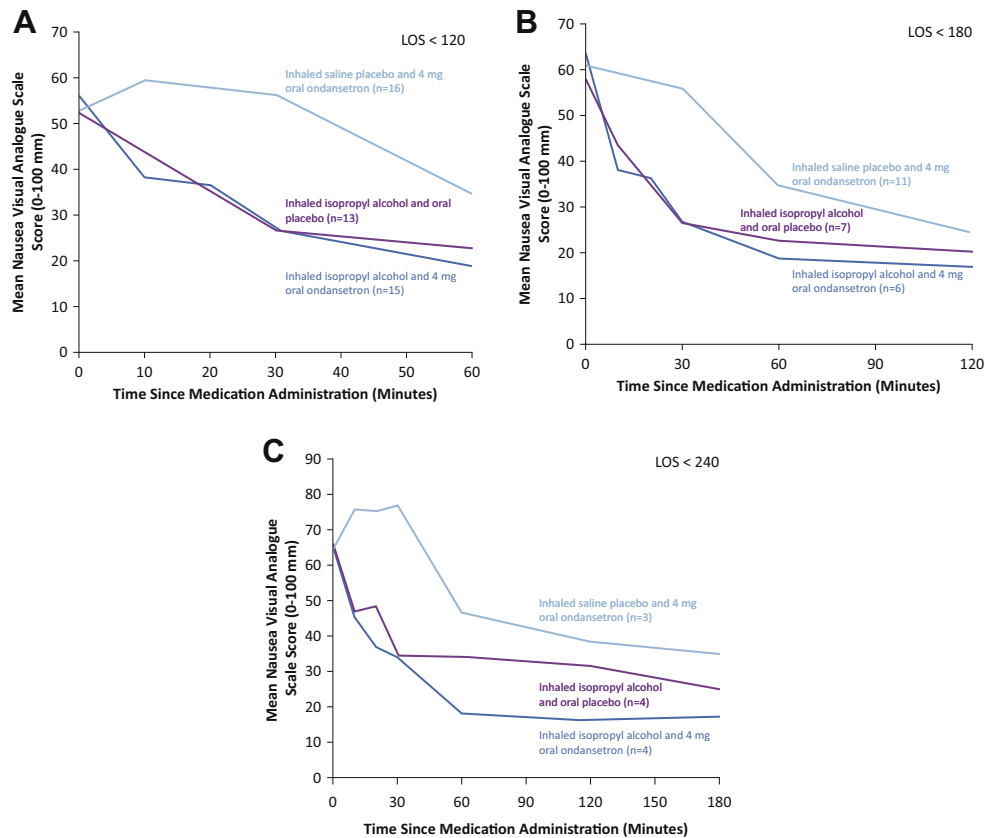 A
LOS < 120
Mean Nausea Visual Analogue Scale
Score (0-100 mm)
70
60
50
40
30
20
10
0
Inhaled saline placebo and 4 mg
oral ondansetron (n=16)
Inhaled isopropyl alcohol and oral
placebo (n=13)
Inhaled isopropyl alcohol and 4 mg
oral ondansetron (n=15)
0 10 20 30 40 50 60
Time Since Medication Administration (Minutes)
B
LOS < 180
Mean Nausea Visual Analogue Scale
Score (0-100 mm)
70
60
50
40
30
20
10
0
Inhaled saline placebo and 4 mg
oral ondansetron (n=11)
Inhaled isopropyl alcohol
and oral placebo (n=7)
Inhaled isopropyl alcohol and 4 mg
oral ondansetron (n=6)
0 30 60 90 120
Time Since Medication Administration (Minutes)
C
LOS < 240
Mean Nausea Visual Analogue
Scale Score (0-100 mm)
90
80
70
60
50
40
30
20
10
0
Inhaled saline placebo and 4 mg
oral ondansetron (n=3)
Inhaled isopropyl alcohol
and oral placebo (n=4)
Inhaled isopropyl alcohol and 4 mg
oral ondansetron (n=4)
0 30 60 90 120 150 180
Time Since Medication Administration (Minutes)